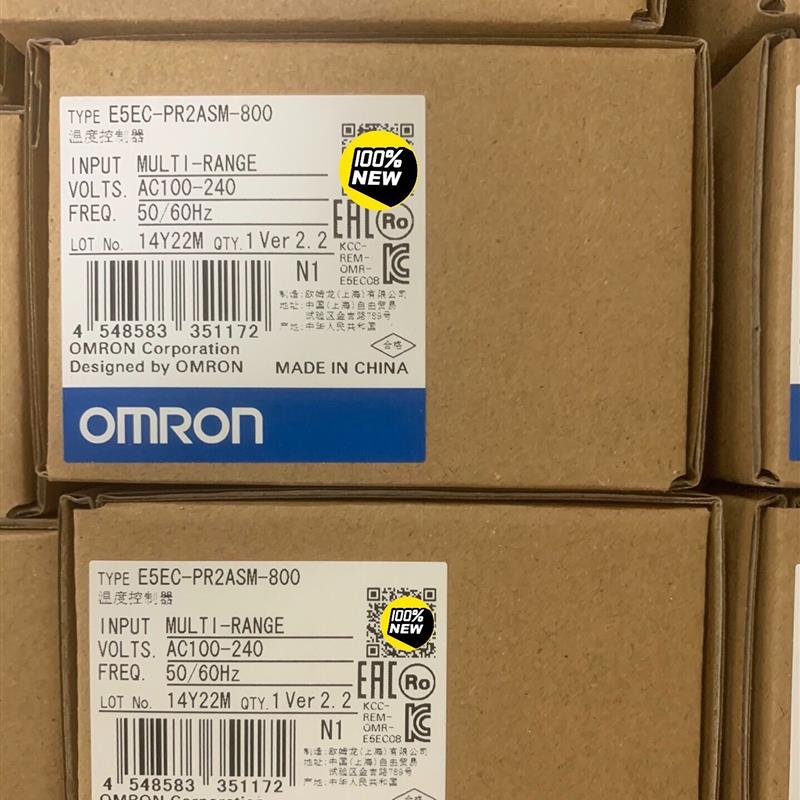 TYPE E5EC-PR2ASM-800
温度控制器
INPUT MULTI-RANGE
VOLTS. AC100-240
FREQ. 50/60Hz
LOT No. 14Y22M QTY. 1 Ver 2.2
100%
NEW
EAC Ro
KCC-
REM-
OMR-
E5ECC8
N1
制造: 欧姆龙(上海)有限公司
地址: 中国(上海)自由贸易
试验区金吉路789号
产地: 中华人民共和国
4 548583 351172
OMRON Corporation
Designed by OMRON
合格
MADE IN CHINA
OMRON
TYPE E5EC-PR2ASM-800
温度控制器
INPUT MULTI-RANGE
VOLTS. AC100-240
FREQ. 50/60Hz
LOT No. 14Y22M QTY. 1 Ver 2.2
100%
NEW
EAC Ro
KCC-
REM-
OMR-
E5ECC8
N1
制造: 欧姆龙(上海)有限公司
地址: 中国(上海)自由贸易
试验区金吉路789号
产地: 中华人民共和国
4 548583 351172
OMRON Corporation
合格